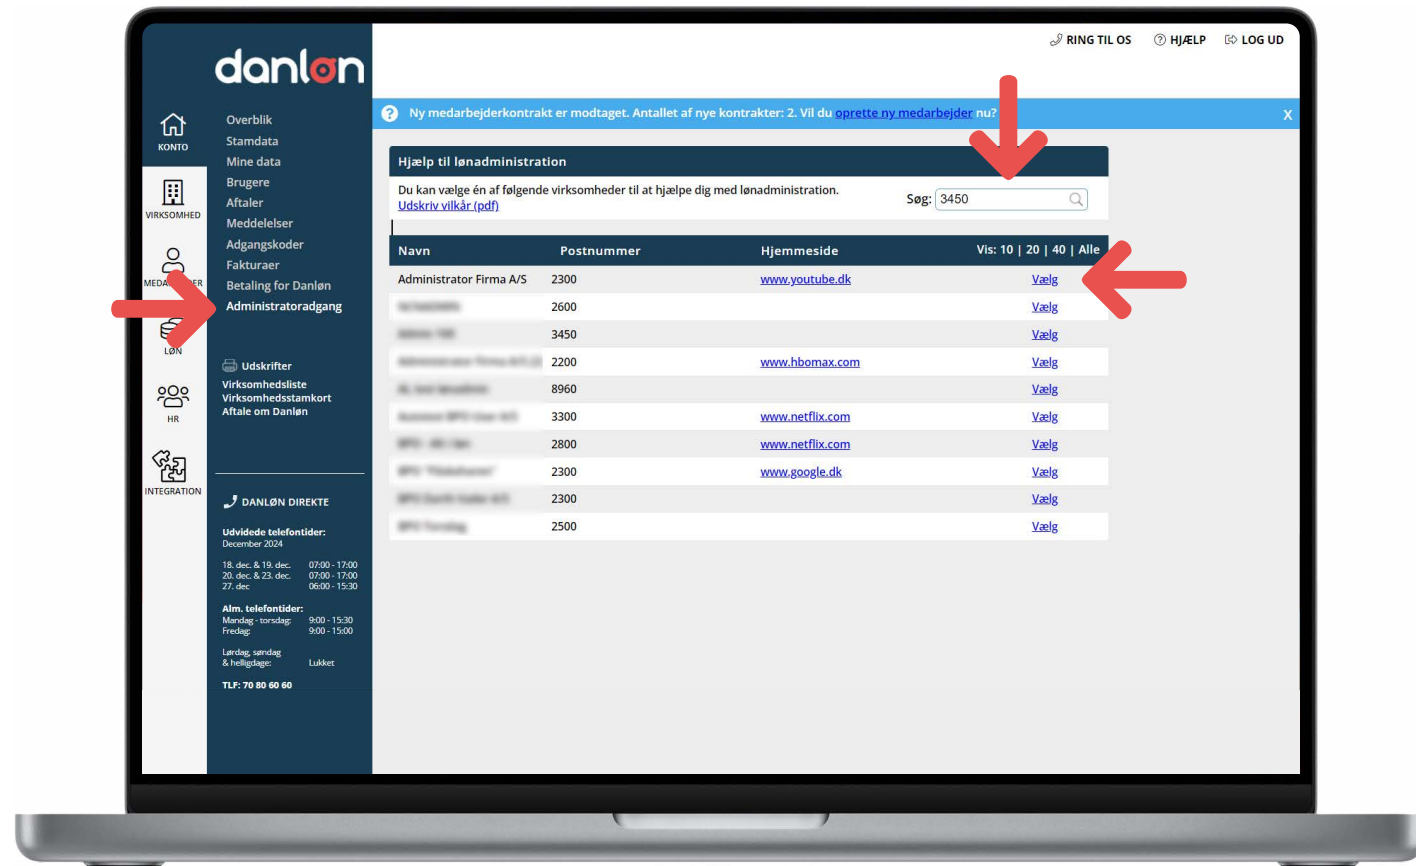 RING TIL OS
HJÆLP
LOG UD
danløn
Ny medarbejderkontrakt er modtaget. Antallet af nye kontrakter: 2. Vil du oprette ny medarbejder nu?
X
KONTO
VIRKSOMHED
LØN
HR
INTEGRATION
Overblik
Stamdata
Mine data
Brugere
Aftaler
Meddelelser
Adgangskoder
Fakturaer
Betaling for Danløn
Administratoradgang
Udskrifter
Virksomhedsliste
Virksomhedsstamkort
Aftale om Danløn
DANLØN DIREKTE
Udvidede telefontider:
December 2024
18. dec. & 19. dec. 07:00 - 17:00
20. dec. & 23. dec. 07:00 - 17:00
27. dec 06:00 - 15:30
Alm. telefontider:
Mandag - torsdag: 9:00 - 15:30
Fredag: 9:00 - 15:00
Lørdag, søndag
& helligdage: Lukket
TLF: 70 80 60 60
Hjælp til lønadministration
Du kan vælge én af følgende virksomheder til at hjælpe dig med lønadministration.
Udskriv vilkår (pdf)
Søg: 3450
Navn Postnummer Hjemmeside Vis: 10 | 20 | 40 | Alle
Administrator Firma A/S 2300 www.youtube.dk Vælg
2600 Vælg
3450 Vælg
2200 www.hbomax.com Vælg
8960 Vælg
3300 www.netflix.com Vælg
2800 www.netflix.com Vælg
2300 www.google.dk Vælg
2300 Vælg
2500 Vælg